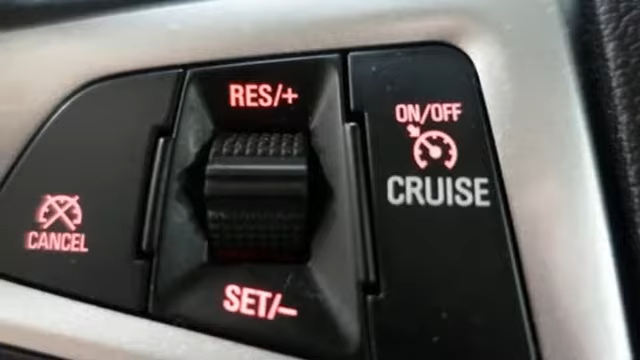 RES/+
ON/OFF
CRUISE
CANCEL
SET/-